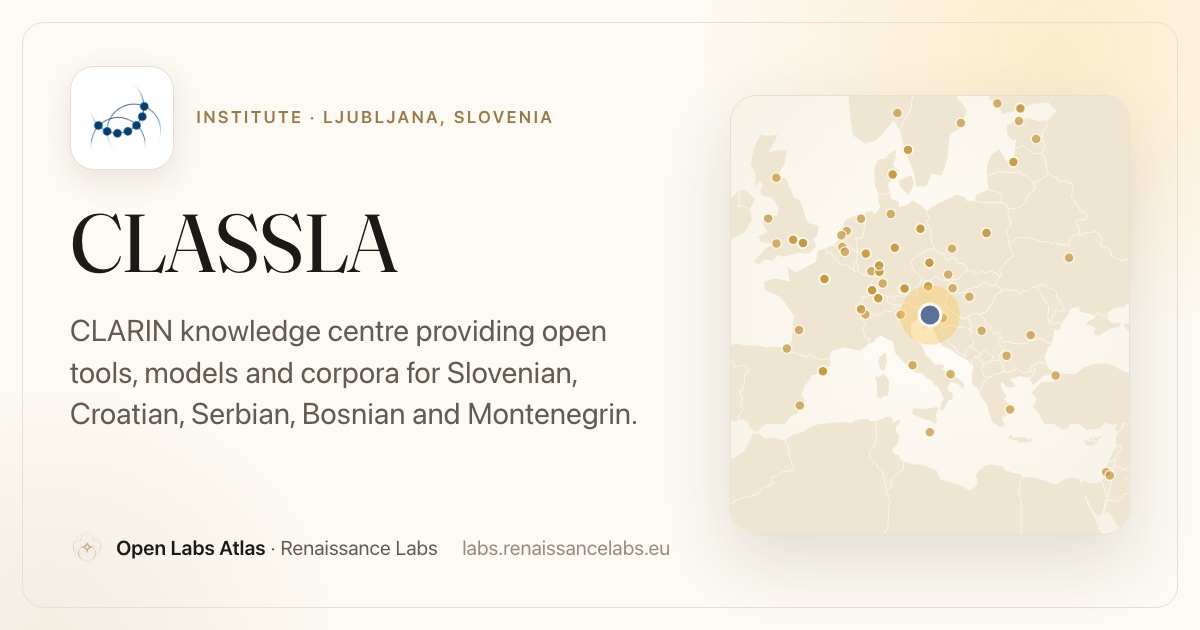 INSTITUTE · LJUBLJANA, SLOVENIA
CLASSLA
CLARIN knowledge centre providing open
tools, models and corpora for Slovenian,
Croatian, Serbian, Bosnian and Montenegrin.
Open Labs Atlas · Renaissance Labs labs.renaissancelabs.eu